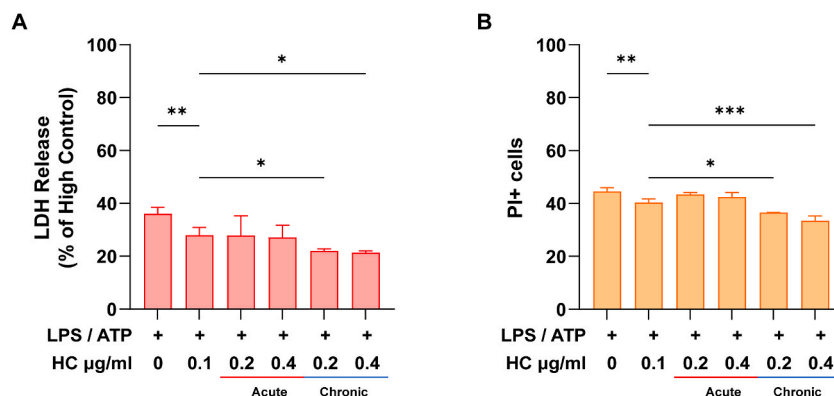 A
LDH Release
(% of High Control)
100
80
60
40
20
0
**
*
*
LPS / ATP + + + + + +
HC µg/ml 0 0.1 0.2 0.4 0.2 0.4
Acute Chronic
B
PI+ cells
100
80
60
40
20
0
**
***
*
LPS / ATP + + + + + +
HC µg/ml 0 0.1 0.2 0.4 0.2 0.4
Acute Chronic